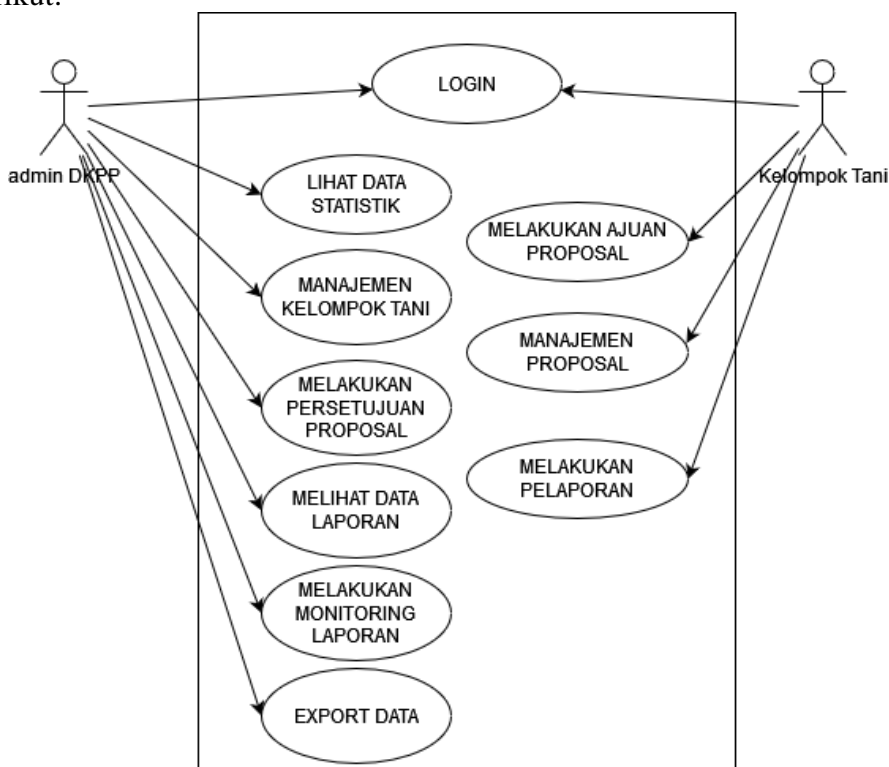 LOGIN
admin DKPP
Kelompok Tani
LIHAT DATA
STATISTIK
MELAKUKAN AJUAN
PROPOSAL
MANAJEMEN
KELOMPOK TANI
MANAJEMEN
PROPOSAL
MELAKUKAN
PERSETUJUAN
PROPOSAL
MELAKUKAN
PELAPORAN
MELIHAT DATA
LAPORAN
MELAKUKAN
MONITORING
LAPORAN
EXPORT DATA